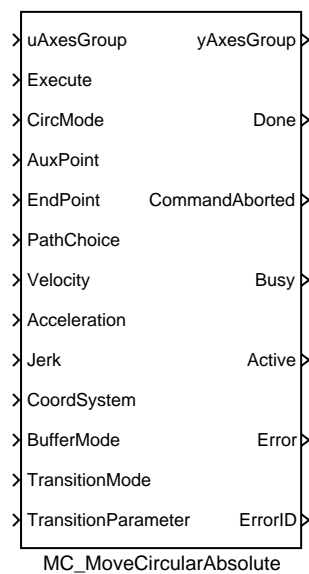 uAxesGroup yAxesGroup
Execute
CircMode Done
AuxPoint
EndPoint CommandAborted
PathChoice
Velocity Busy
Acceleration
Jerk Active
CoordSystem
BufferMode Error
TransitionMode
TransitionParameter ErrorID
MC_MoveCircularAbsolute